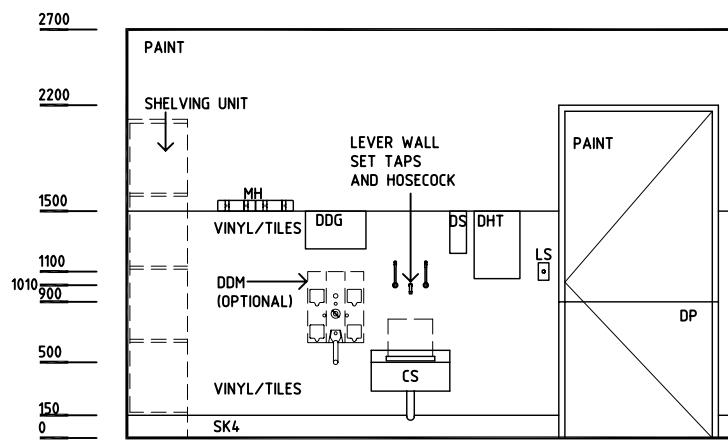 2700
PAINT
2200
SHELVING UNIT
LEVER WALL
SET TAPS
AND HOSECOCK
PAINT
MH
1500
VINYL/TILES
DDG
DS
DHT
LS
1100
1010
900
DDM
(OPTIONAL)
DP
500
CS
VINYL/TILES
150
0
SK4